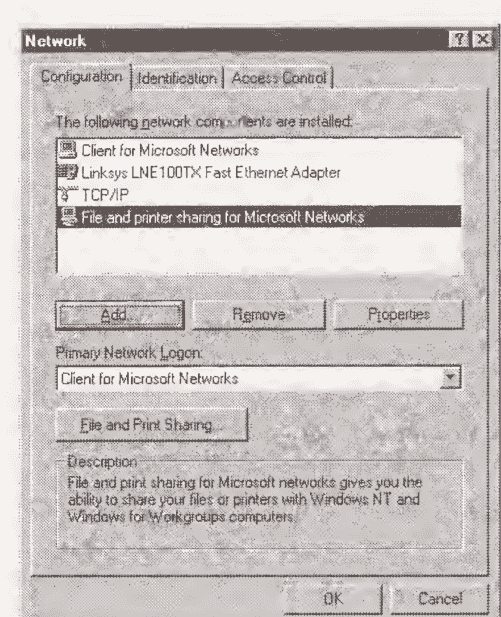 Network
Configuration Identification Access Control
The following network components are installed:
Client for Microsoft Networks
Linksys LNE100TX Fast Ethernet Adapter
TCP/IP
File and printer sharing for Microsoft Networks
Add... Remove Properties
Primary Network Logon:
Client for Microsoft Networks
File and Print Sharing...
Description
File and print sharing for Microsoft networks gives you the
ability to share your files or printers with Windows NT and
Windows for Workgroups computers.
OK Cancel